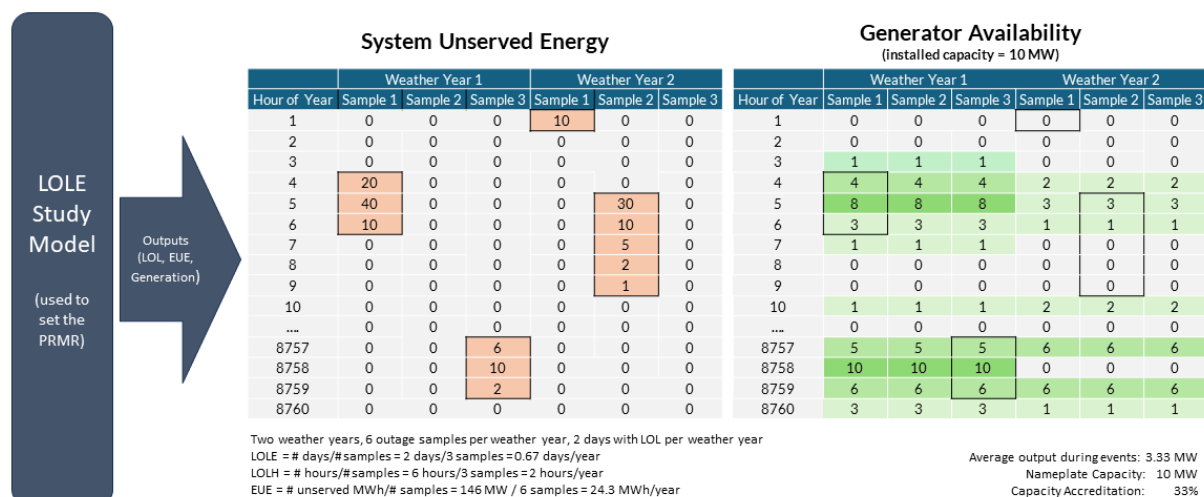 LOLE
Study
Model
(used to
set the
PRMR)
Outputs
(LOL, EUE,
Generation)
System Unserved Energy
Weather Year 1 Weather Year 2
Hour of Year Sample 1 Sample 2 Sample 3 Sample 1 Sample 2 Sample 3
1 0 0 0 10 0 0
2 0 0 0 0 0 0
3 0 0 0 0 0 0
4 20 0 0 0 0 0
5 40 0 0 0 30 0
6 10 0 0 0 10 0
7 0 0 0 0 5 0
8 0 0 0 0 2 0
9 0 0 0 0 1 0
10 0 0 0 0 0 0
.... 0 0 0 0 0 0
8757 0 0 6 0 0 0
8758 0 0 10 0 0 0
8759 0 0 2 0 0 0
8760 0 0 0 0 0 0
Generator Availability
(installed capacity = 10 MW)
Weather Year 1 Weather Year 2
Hour of Year Sample 1 Sample 2 Sample 3 Sample 1 Sample 2 Sample 3
1 0 0 0 0 0 0
2 0 0 0 0 0 0
3 1 1 1 0 0 0
4 4 4 4 2 2 2
5 8 8 8 3 3 3
6 3 3 3 1 1 1
7 1 1 1 0 0 0
8 0 0 0 0 0 0
9 0 0 0 0 0 0
10 1 1 1 2 2 2
.... 0 0 0 0 0 0
8757 5 5 5 6 6 6
8758 10 10 10 0 0 0
8759 6 6 6 6 6 6
8760 3 3 3 1 1 1
Two weather years, 6 outage samples per weather year, 2 days with LOL per weather year
LOLE = # days/# samples = 2 days/3 samples = 0.67 days/year
LOLH = # hours/# samples = 6 hours/3 samples = 2 hours/year
EUE = # unserved MWh/# samples = 146 MW / 6 samples = 24.3 MWh/year
Average output during events: 3.33 MW
Nameplate Capacity: 10 MW
Capacity Accreditation: 33%